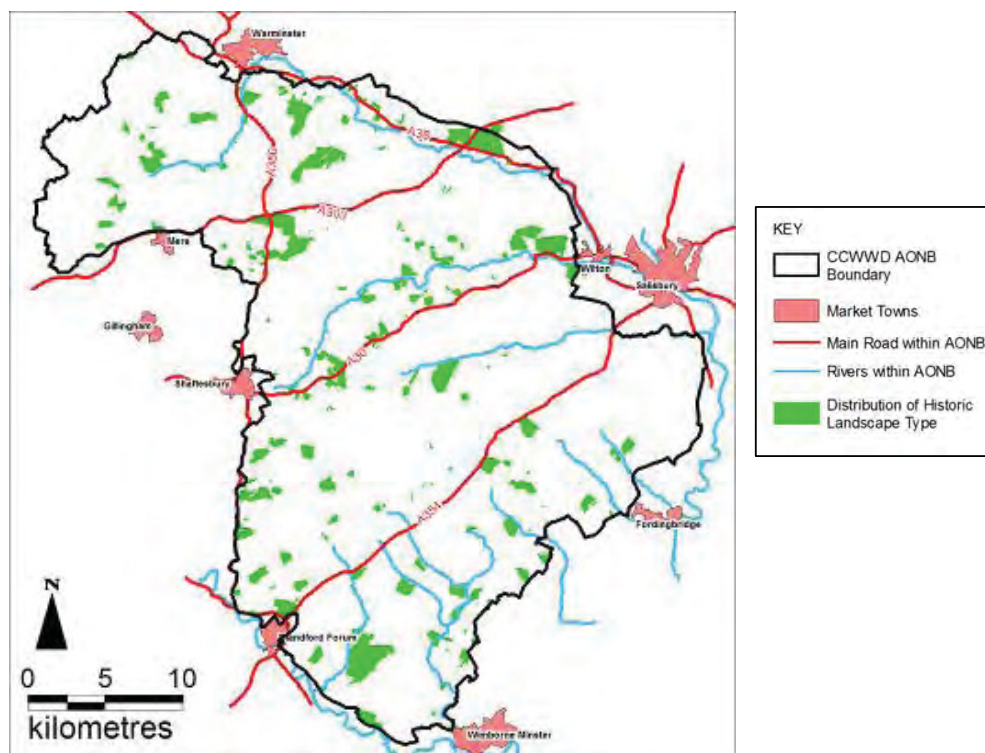 Warminster
A36
A350
A303
Mere
Wilton
Salisbury
Gillingham
A30
Shaftesbury
A354
Fordingbridge
N
landford Forum
Wimborne Minster
0 5 10
kilometres
KEY
CCWWD AONB
Boundary
Market Towns
Main Road within AONB
Rivers within AONB
Distribution of Historic
Landscape Type